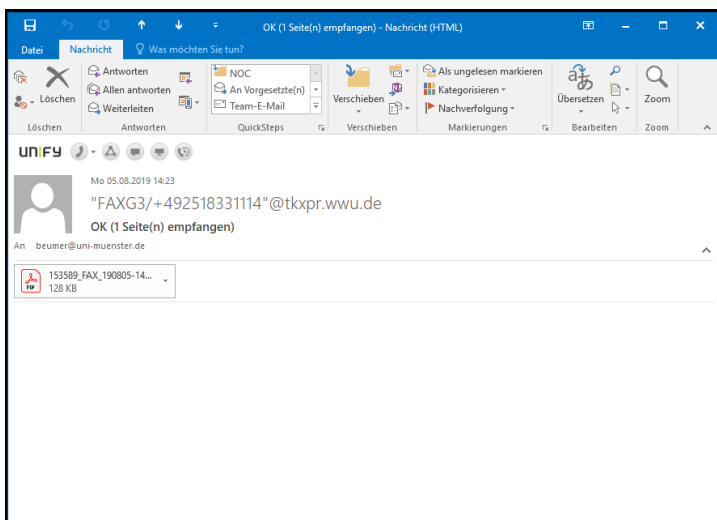 OK (1 Seite(n) empfangen) - Nachricht (HTML)
Datei Nachricht Was möchten Sie tun?
Löschen
Antworten
Allen antworten
Weiterleiten
NOC
An Vorgesetzte(n)
Team-E-Mail
Verschieben
Als ungelesen markieren
Kategorisieren
Nachverfolgung
Übersetzen
Zoom
Löschen Antworten QuickSteps Verschieben Markierungen Bearbeiten Zoom
UNIFY
Mo 05.08.2019 14:23
"FAXG3/+492518331114"@tkxpr.wwu.de
OK (1 Seite(n) empfangen)
An beumer@uni-muenster.de
PDF
153589_FAX_190805-14...
128 KB